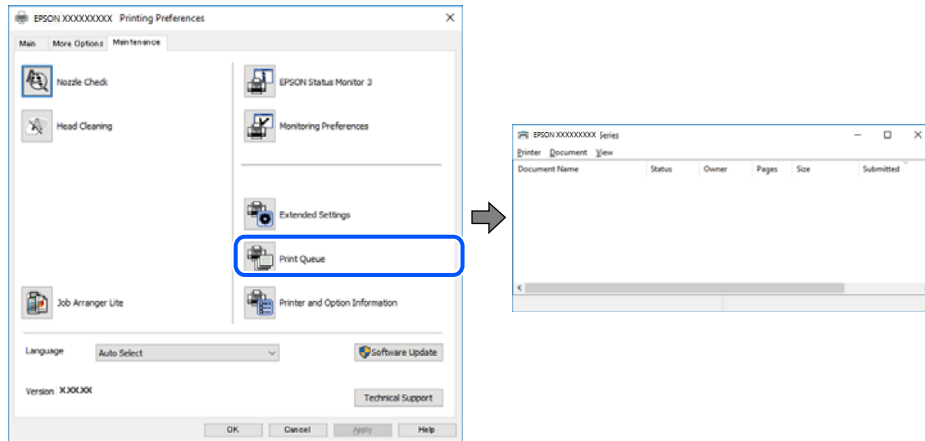 EPSON XXXXXXXXX Printing Preferences
Main More Options Maintenance
Nozzle Check
Head Cleaning
Job Arranger Lite
EPSON Status Monitor 3
Monitoring Preferences
Extended Settings
Print Queue
Printer and Option Information
Language Auto Select
Software Update
Version X.XX.XX
Technical Support
OK Cancel Apply Help
EPSON XXXXXXXXX Series
Printer Document View
Document Name Status Owner Pages Size Submitted